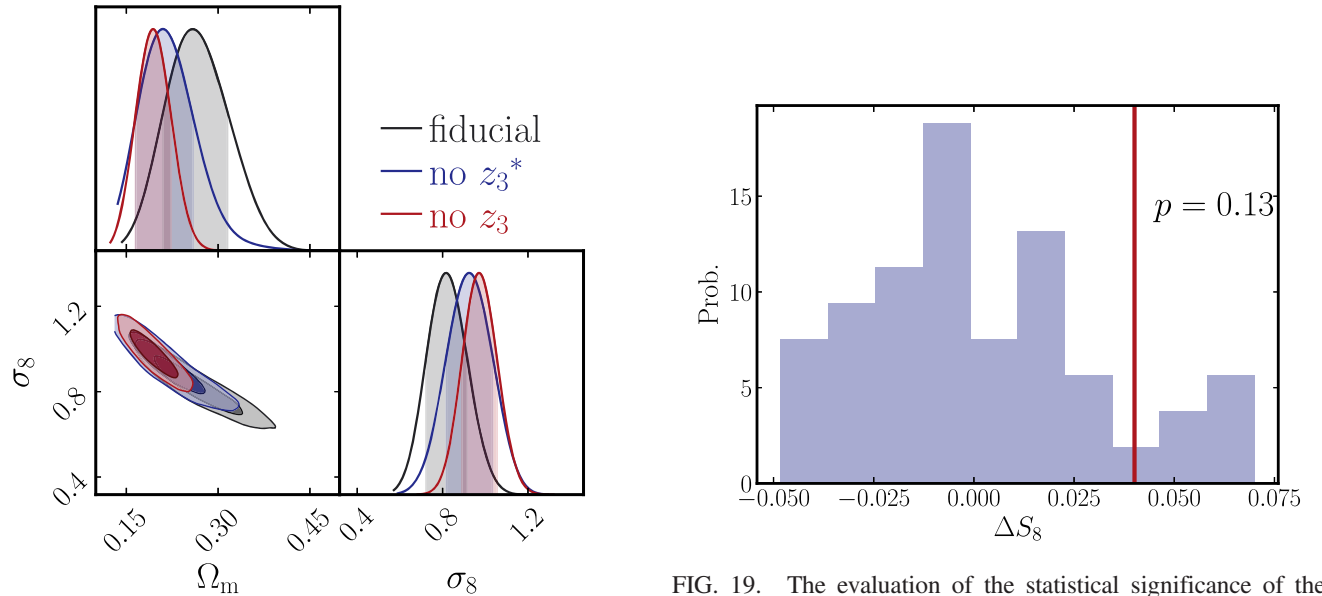 fiducial
no z₃*
no z₃
σ₈
1.2
0.8
0.4
0.15
0.30
0.45
Ωₘ
0.4
0.8
1.2
σ₈
Prob.
15
10
5
0
p = 0.13
−0.050
−0.025
0.000
0.025
0.050
0.075
ΔS₈
FIG. 19. The evaluation of the statistical significance of the